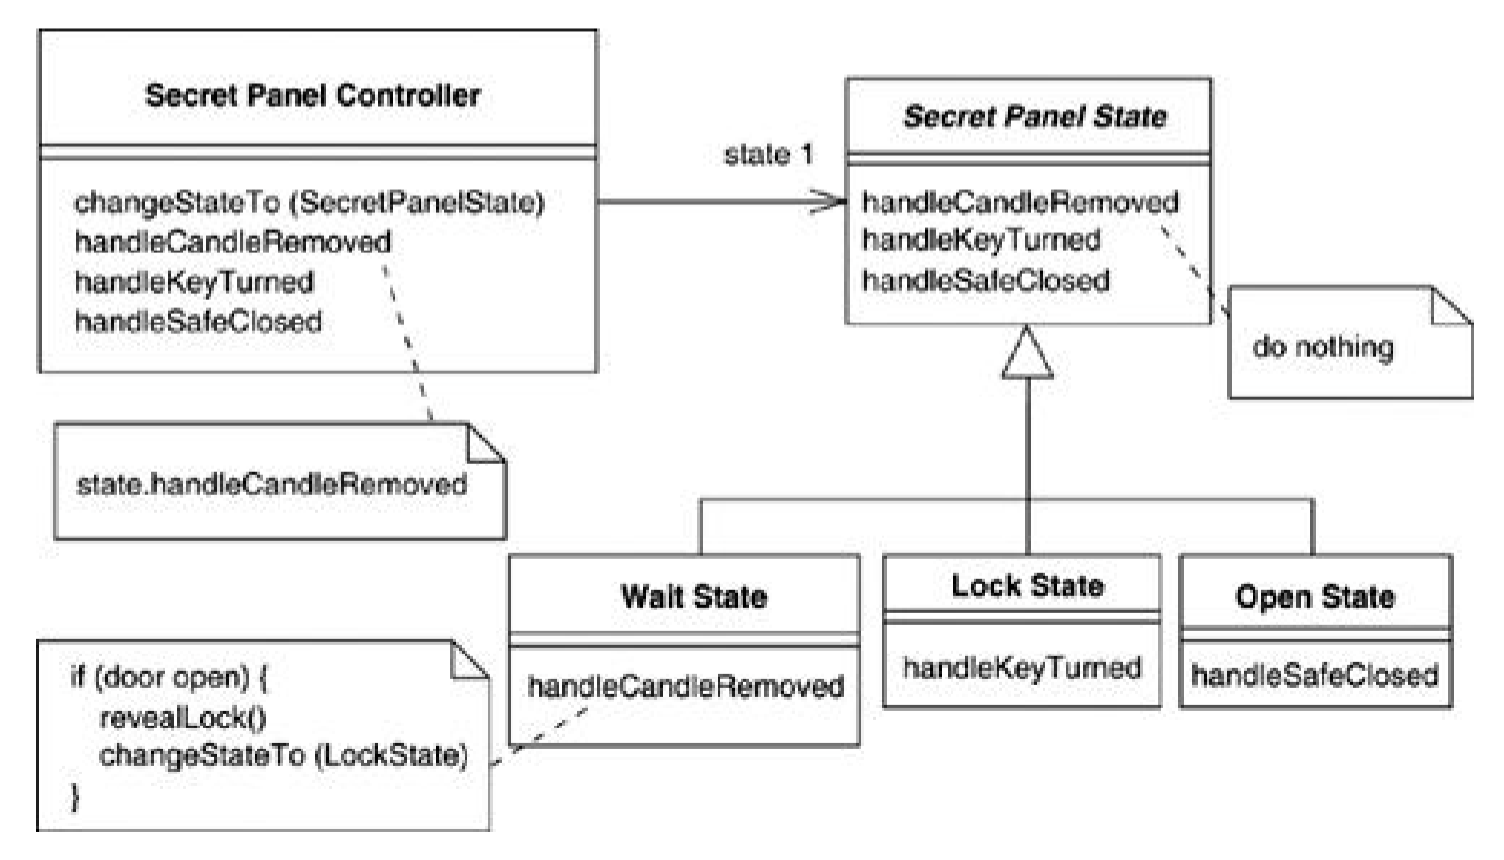 Secret Panel Controller
changeStateTo (SecretPanelState)
handleCandleRemoved
handleKeyTurned
handleSafeClosed
state.handleCandleRemoved
state 1
Secret Panel State
handleCandleRemoved
handleKeyTurned
handleSafeClosed
do nothing
Wait State
handleCandleRemoved
if (door open) {
revealLock()
changeStateTo (LockState)
}
Lock State
handleKeyTurned
Open State
handleSafeClosed